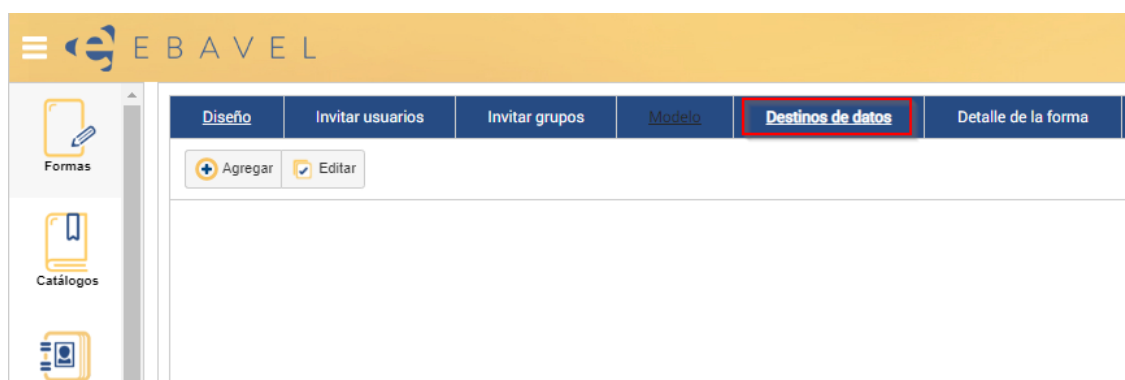 EBAVEL
Diseño Invitar usuarios Invitar grupos Modelo Destinos de datos Detalle de la forma
Agregar Editar
Formas
Catálogos